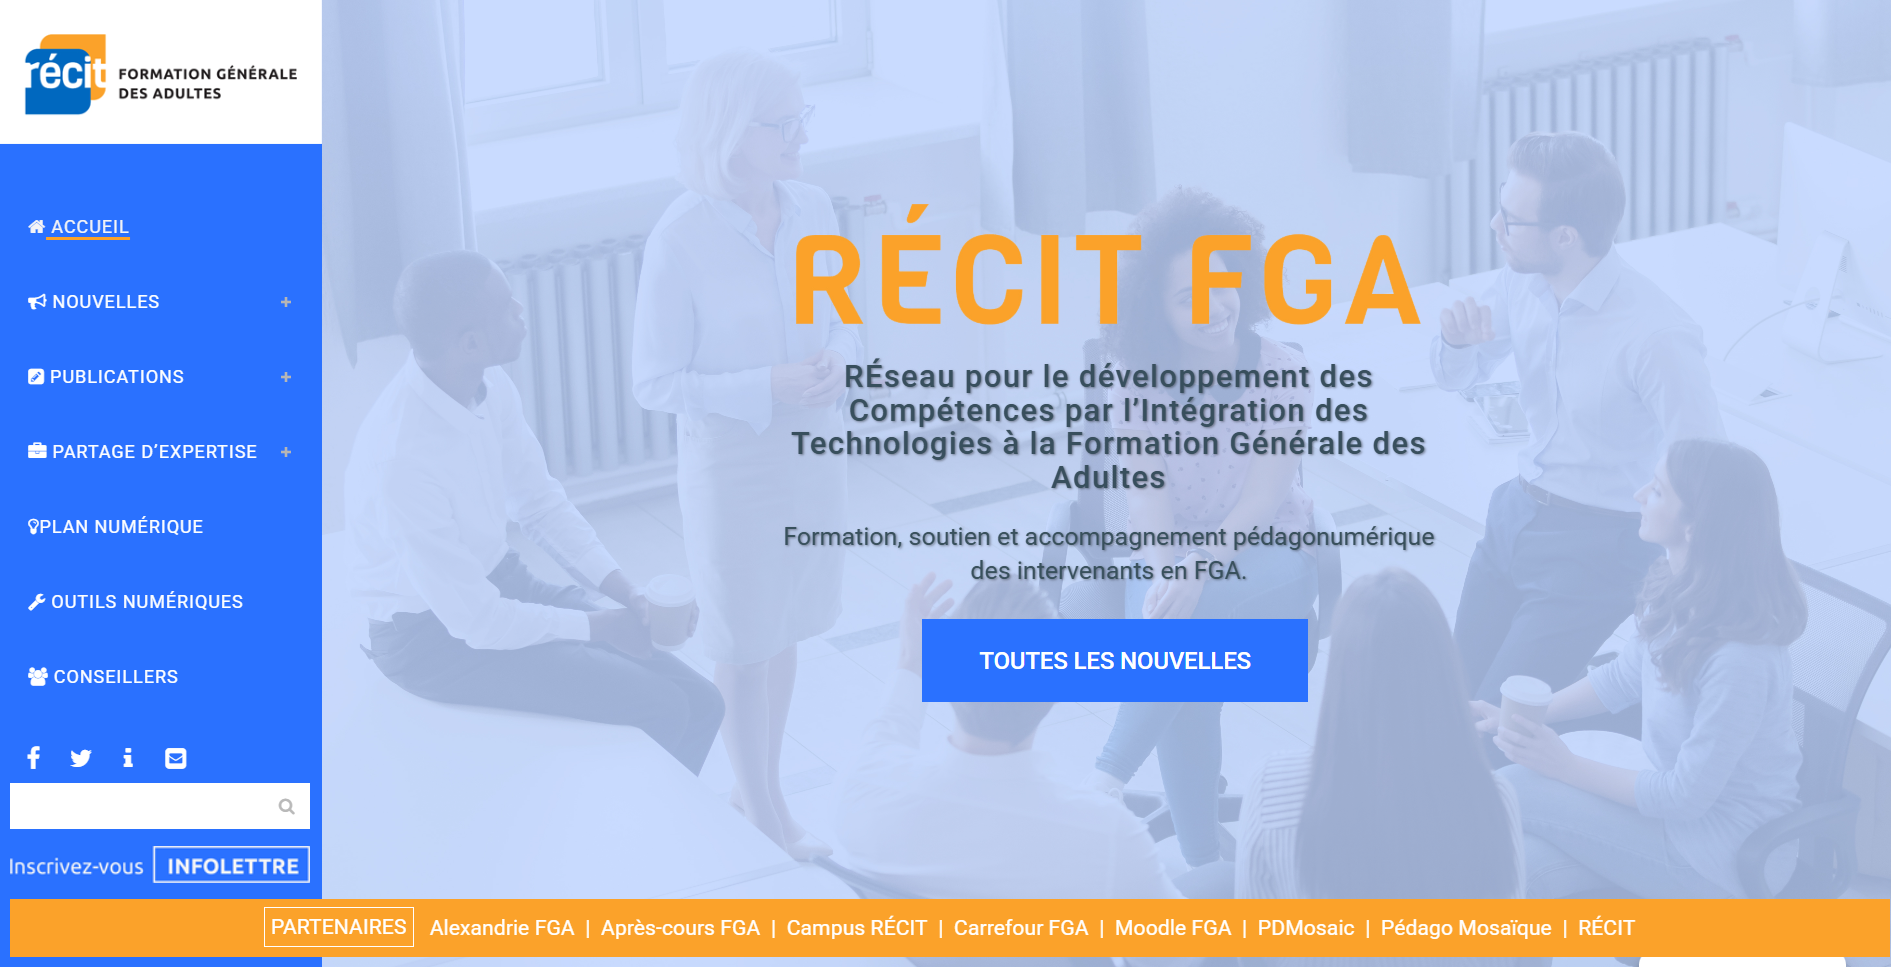 récit FORMATION GÉNÉRALE
DES ADULTES
ACCUEIL
NOUVELLES +
PUBLICATIONS +
PARTAGE D’EXPERTISE +
PLAN NUMÉRIQUE
OUTILS NUMÉRIQUES
CONSEILLERS
Inscrivez-vous INFOLETTRE
RÉCIT FGA
RÉseau pour le développement des
Compétences par l’Intégration des
Technologies à la Formation Générale des
Adultes
Formation, soutien et accompagnement pédagonumérique
des intervenants en FGA.
TOUTES LES NOUVELLES
PARTENAIRES Alexandrie FGA | Après-cours FGA | Campus RÉCIT | Carrefour FGA | Moodle FGA | PDMosaic | Pédago Mosaïque | RÉCIT